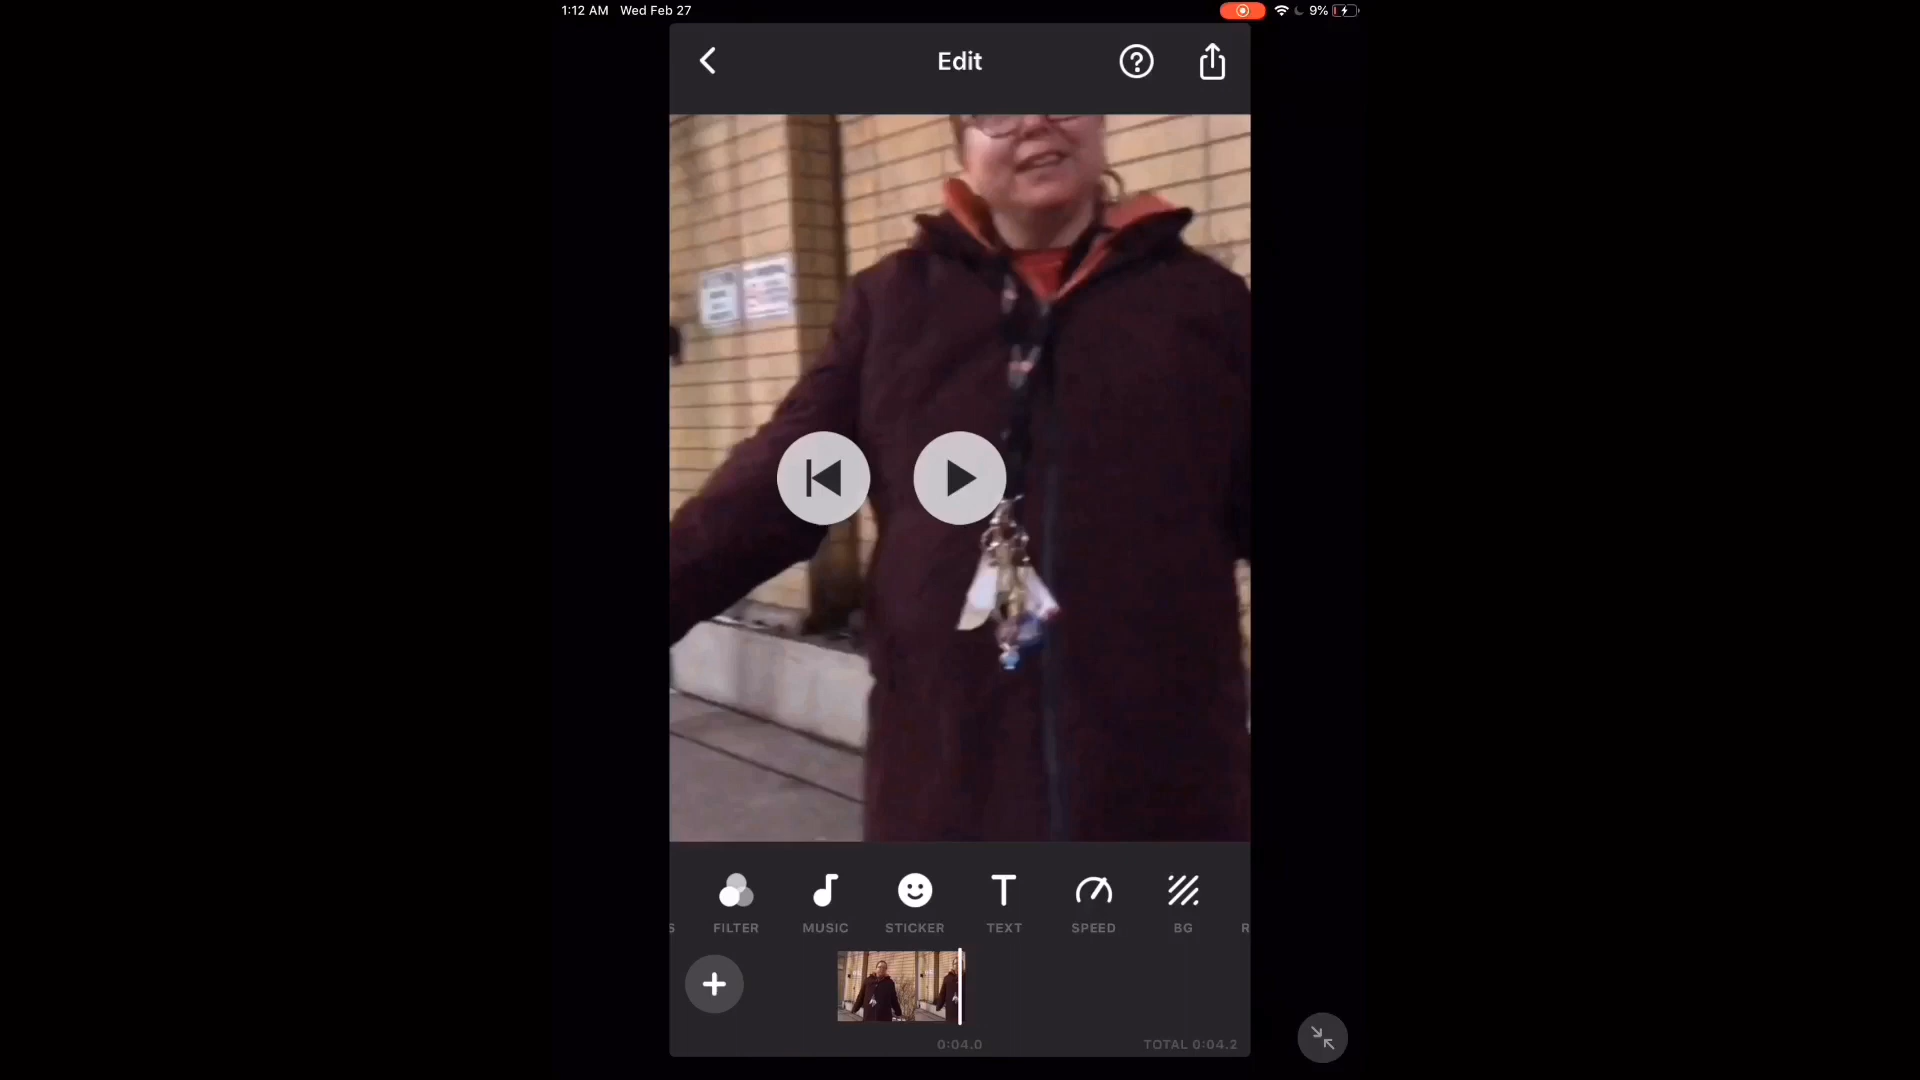 1:12 AM Wed Feb 27
9%
Edit
FILTER
MUSIC
STICKER
TEXT
SPEED
BG
0:04.0
TOTAL 0:04.2